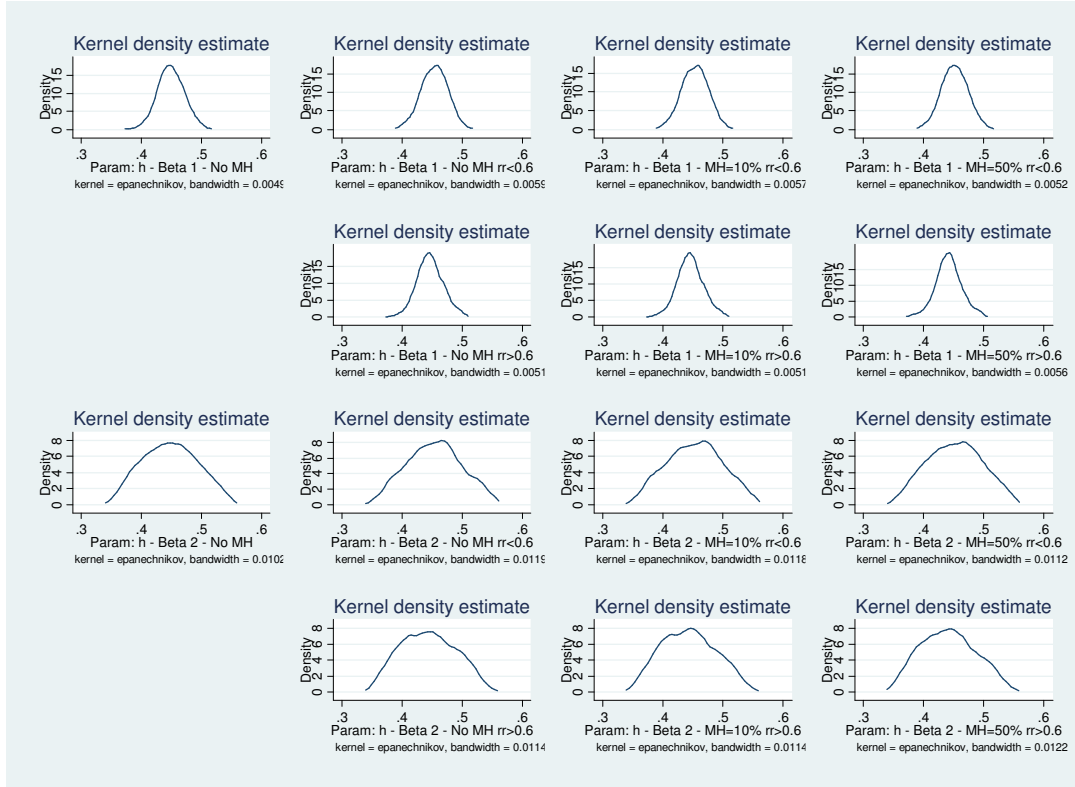 Kernel density estimate
Density
0 5 10 15
.3 .4 .5 .6
Param: h - Beta 1 - No MH
kernel = epanechnikov, bandwidth = 0.0049
Kernel density estimate
Density
0 5 10 15
.3 .4 .5 .6
Param: h - Beta 1 - No MH rr<0.6
kernel = epanechnikov, bandwidth = 0.0059
Kernel density estimate
Density
0 5 10 15
.3 .4 .5 .6
Param: h - Beta 1 - MH=10% rr<0.6
kernel = epanechnikov, bandwidth = 0.0057
Kernel density estimate
Density
0 5 10 15
.3 .4 .5 .6
Param: h - Beta 1 - MH=50% rr<0.6
kernel = epanechnikov, bandwidth = 0.0052
Kernel density estimate
Density
0 5 10 15
.3 .4 .5 .6
Param: h - Beta 1 - No MH rr>0.6
kernel = epanechnikov, bandwidth = 0.0051
Kernel density estimate
Density
0 5 10 15
.3 .4 .5 .6
Param: h - Beta 1 - MH=10% rr>0.6
kernel = epanechnikov, bandwidth = 0.0051
Kernel density estimate
Density
0 5 10 15
.3 .4 .5 .6
Param: h - Beta 1 - MH=50% rr>0.6
kernel = epanechnikov, bandwidth = 0.0056
Kernel density estimate
Density
0 2 4 6 8
.3 .4 .5 .6
Param: h - Beta 2 - No MH
kernel = epanechnikov, bandwidth = 0.0102
Kernel density estimate
Density
0 2 4 6 8
.3 .4 .5 .6
Param: h - Beta 2 - No MH rr<0.6
kernel = epanechnikov, bandwidth = 0.0119
Kernel density estimate
Density
0 2 4 6 8
.3 .4 .5 .6
Param: h - Beta 2 - MH=10% rr<0.6
kernel = epanechnikov, bandwidth = 0.0118
Kernel density estimate
Density
0 2 4 6 8
.3 .4 .5 .6
Param: h - Beta 2 - MH=50% rr<0.6
kernel = epanechnikov, bandwidth = 0.0112
Kernel density estimate
Density
0 2 4 6 8
.3 .4 .5 .6
Param: h - Beta 2 - No MH rr>0.6
kernel = epanechnikov, bandwidth = 0.0114
Kernel density estimate
Density
0 2 4 6 8
.3 .4 .5 .6
Param: h - Beta 2 - MH=10% rr>0.6
kernel = epanechnikov, bandwidth = 0.0114
Kernel density estimate
Density
0 2 4 6 8
.3 .4 .5 .6
Param: h - Beta 2 - MH=50% rr>0.6
kernel = epanechnikov, bandwidth = 0.0122